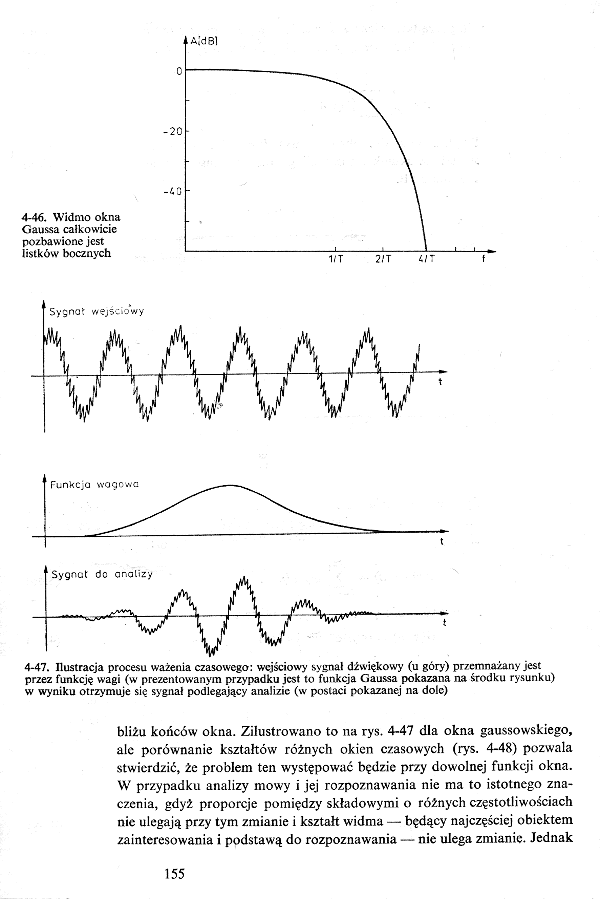 A[dB]
0
-20
-40
1/T 2/T 4/T f
4-46. Widmo okna
Gaussa całkowicie
pozbawione jest
listków bocznych
Sygnał wejściowy
t
Funkcja wagowa
t
Sygnał do analizy
t
4-47. Ilustracja procesu ważenia czasowego: wejściowy sygnał dźwiękowy (u góry) przemnażany jest
przez funkcję wagi (w prezentowanym przypadku jest to funkcja Gaussa pokazana na środku rysunku)
w wyniku otrzymuje się sygnał podlegający analizie (w postaci pokazanej na dole)
bliżu końców okna. Zilustrowano to na rys. 4-47 dla okna gaussowskiego,
ale porównanie kształtów różnych okien czasowych (rys. 4-48) pozwala
stwierdzić, że problem ten występować będzie przy dowolnej funkcji okna.
W przypadku analizy mowy i jej rozpoznawania nie ma to istotnego zna-
czenia, gdyż proporcje pomiędzy składowymi o różnych częstotliwościach
nie ulegają przy tym zmianie i kształt widma — będący najczęściej obiektem
zainteresowania i podstawą do rozpoznawania — nie ulega zmianie. Jednak
155